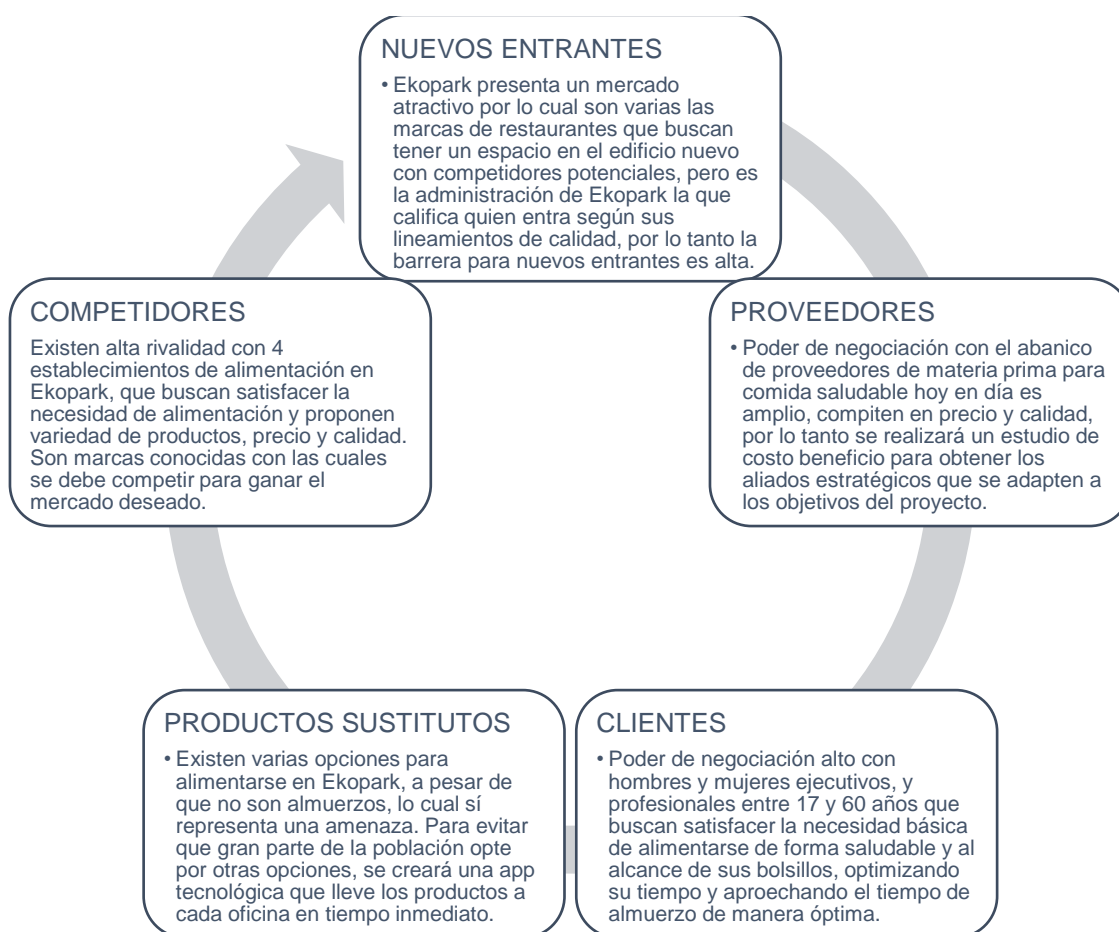 NUEVOS ENTRANTES
• Ekopark presenta un mercado
atractivo por lo cual son varias las
marcas de restaurantes que buscan
tener un espacio en el edificio nuevo
con competidores potenciales, pero es
la administración de Ekopark la que
califica quien entra según sus
lineamientos de calidad, por lo tanto la
barrera para nuevos entrantes es alta.
PROVEEDORES
• Poder de negociación con el abanico
de proveedores de materia prima para
comida saludable hoy en día es
amplio, compiten en precio y calidad,
por lo tanto se realizará un estudio de
costo beneficio para obtener los
aliados estratégicos que se adapten a
los objetivos del proyecto.
CLIENTES
• Poder de negociación alto con
hombres y mujeres ejecutivos, y
profesionales entre 17 y 60 años que
buscan satisfacer la necesidad básica
de alimentarse de forma saludable y al
alcance de sus bolsillos, optimizando
su tiempo y aproechando el tiempo de
almuerzo de manera óptima.
PRODUCTOS SUSTITUTOS
• Existen varias opciones para
alimentarse en Ekopark, a pesar de
que no son almuerzos, lo cual sí
representa una amenaza. Para evitar
que gran parte de la población opte
por otras opciones, se creará una app
tecnológica que lleve los productos a
cada oficina en tiempo inmediato.
COMPETIDORES
Existen alta rivalidad con 4
establecimientos de alimentación en
Ekopark, que buscan satisfacer la
necesidad de alimentación y proponen
variedad de productos, precio y calidad.
Son marcas conocidas con las cuales
se debe competir para ganar el
mercado deseado.